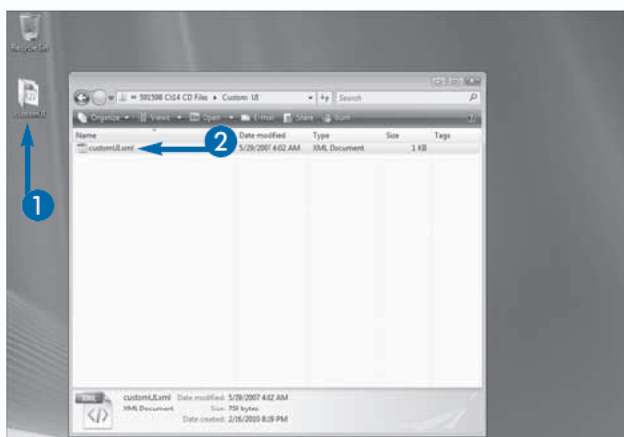 Recycle Bin
customUI
1
591598 Ch14 CD Files ▸ Custom UI
Search
Organize Views Open E-mail Share Burn
Name Date modified Type Size Tags
customUI.xml 5/29/2007 4:02 AM XML Document 1 KB
2
XML
customUI.xml Date modified: 5/29/2007 4:02 AM
XML Document Size: 751 bytes
Date created: 2/16/2010 8:19 PM